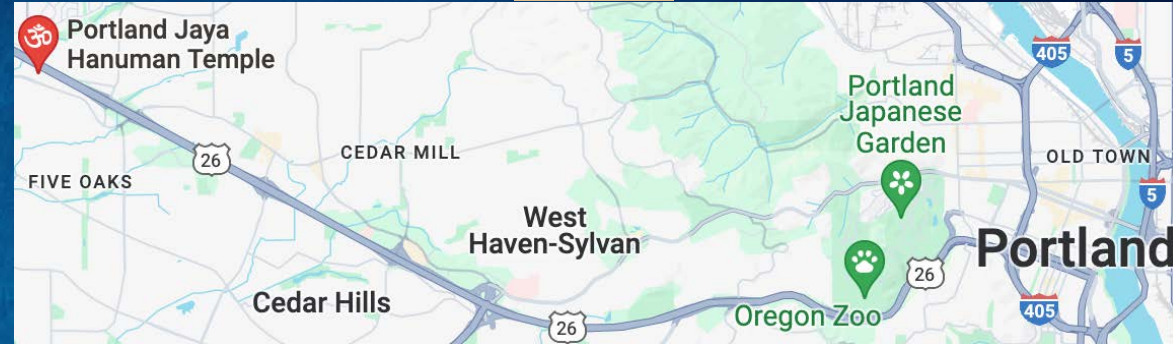 ॐ
Portland Jaya
Hanuman Temple
405
5
Portland
Japanese
Garden
26
CEDAR MILL
OLD TOWN
FIVE OAKS
5
West
Haven-Sylvan
Portland
26
Cedar Hills
Oregon Zoo
405
26